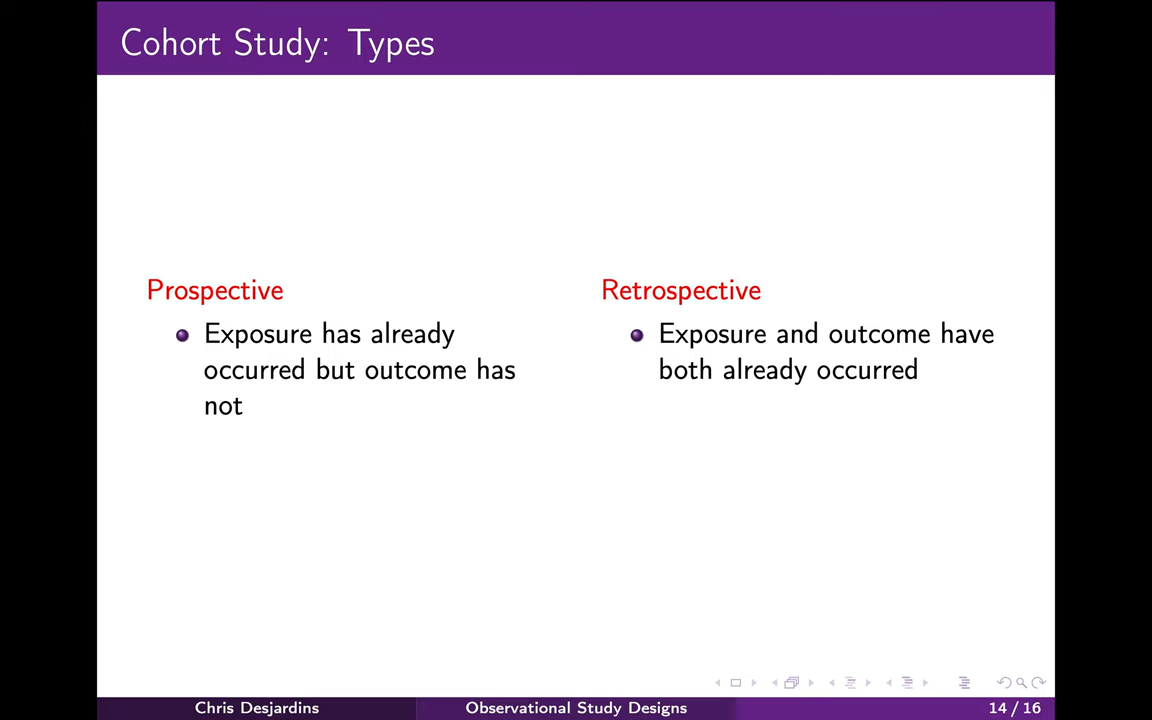 Cohort Study: Types
Prospective
Exposure has already
occurred but outcome has
not
Retrospective
Exposure and outcome have
both already occurred
Chris Desjardins
Observational Study Designs
14 / 16